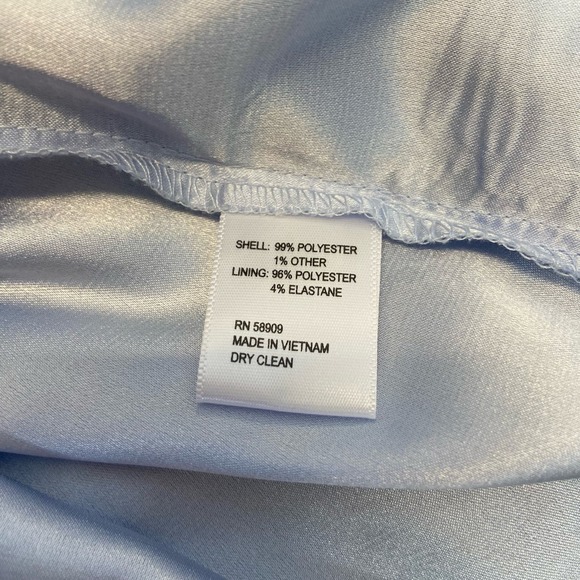 SHELL: 99% POLYESTER
1% OTHER
LINING: 96% POLYESTER
4% ELASTANE
RN 58909
MADE IN VIETNAM
DRY CLEAN